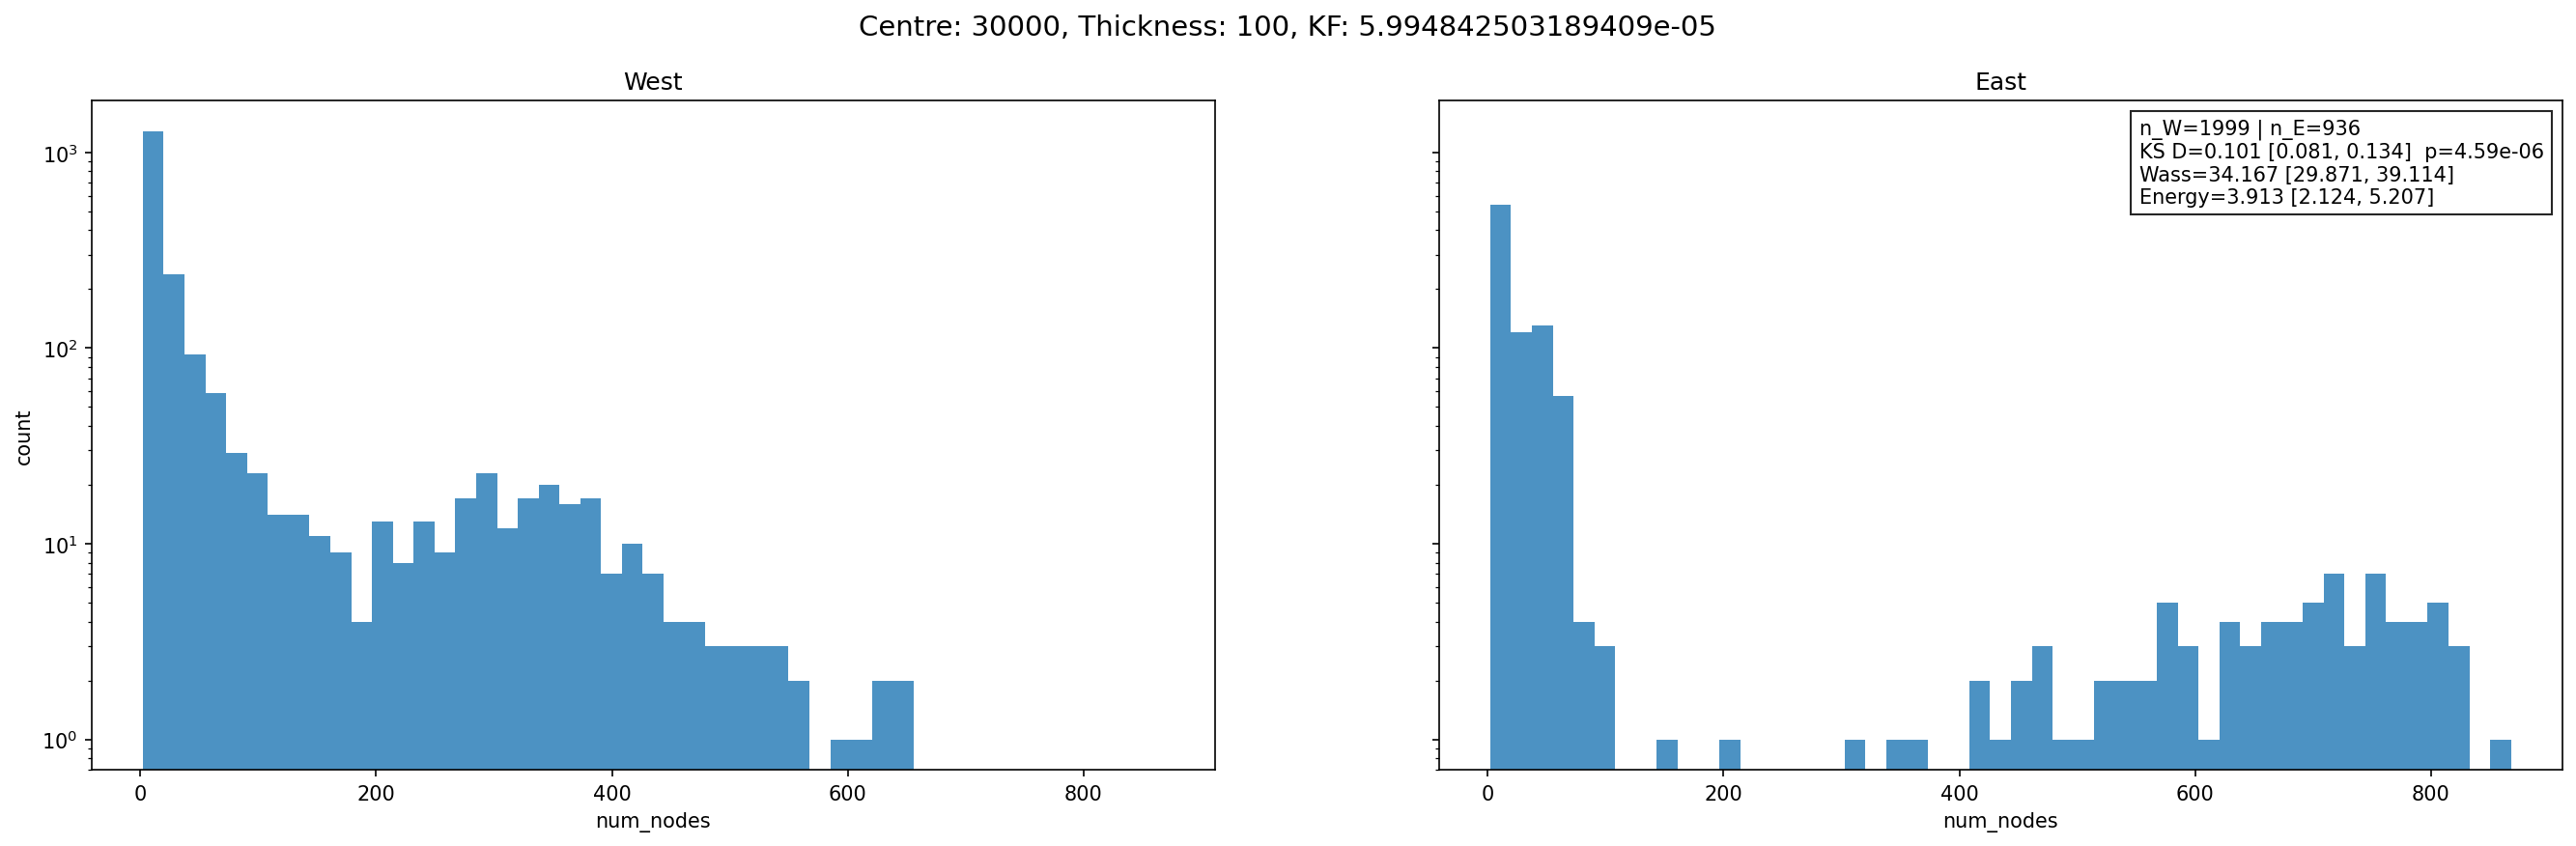 Centre: 30000, Thickness: 100, KF: 5.994842503189409e-05
West
East
n_W=1999 | n_E=936
KS D=0.101 [0.081, 0.134]  p=4.59e-06
Wass=34.167 [29.871, 39.114]
Energy=3.913 [2.124, 5.207]
10³
10²
10¹
10⁰
count
0 200 400 600 800
num_nodes
0 200 400 600 800
num_nodes